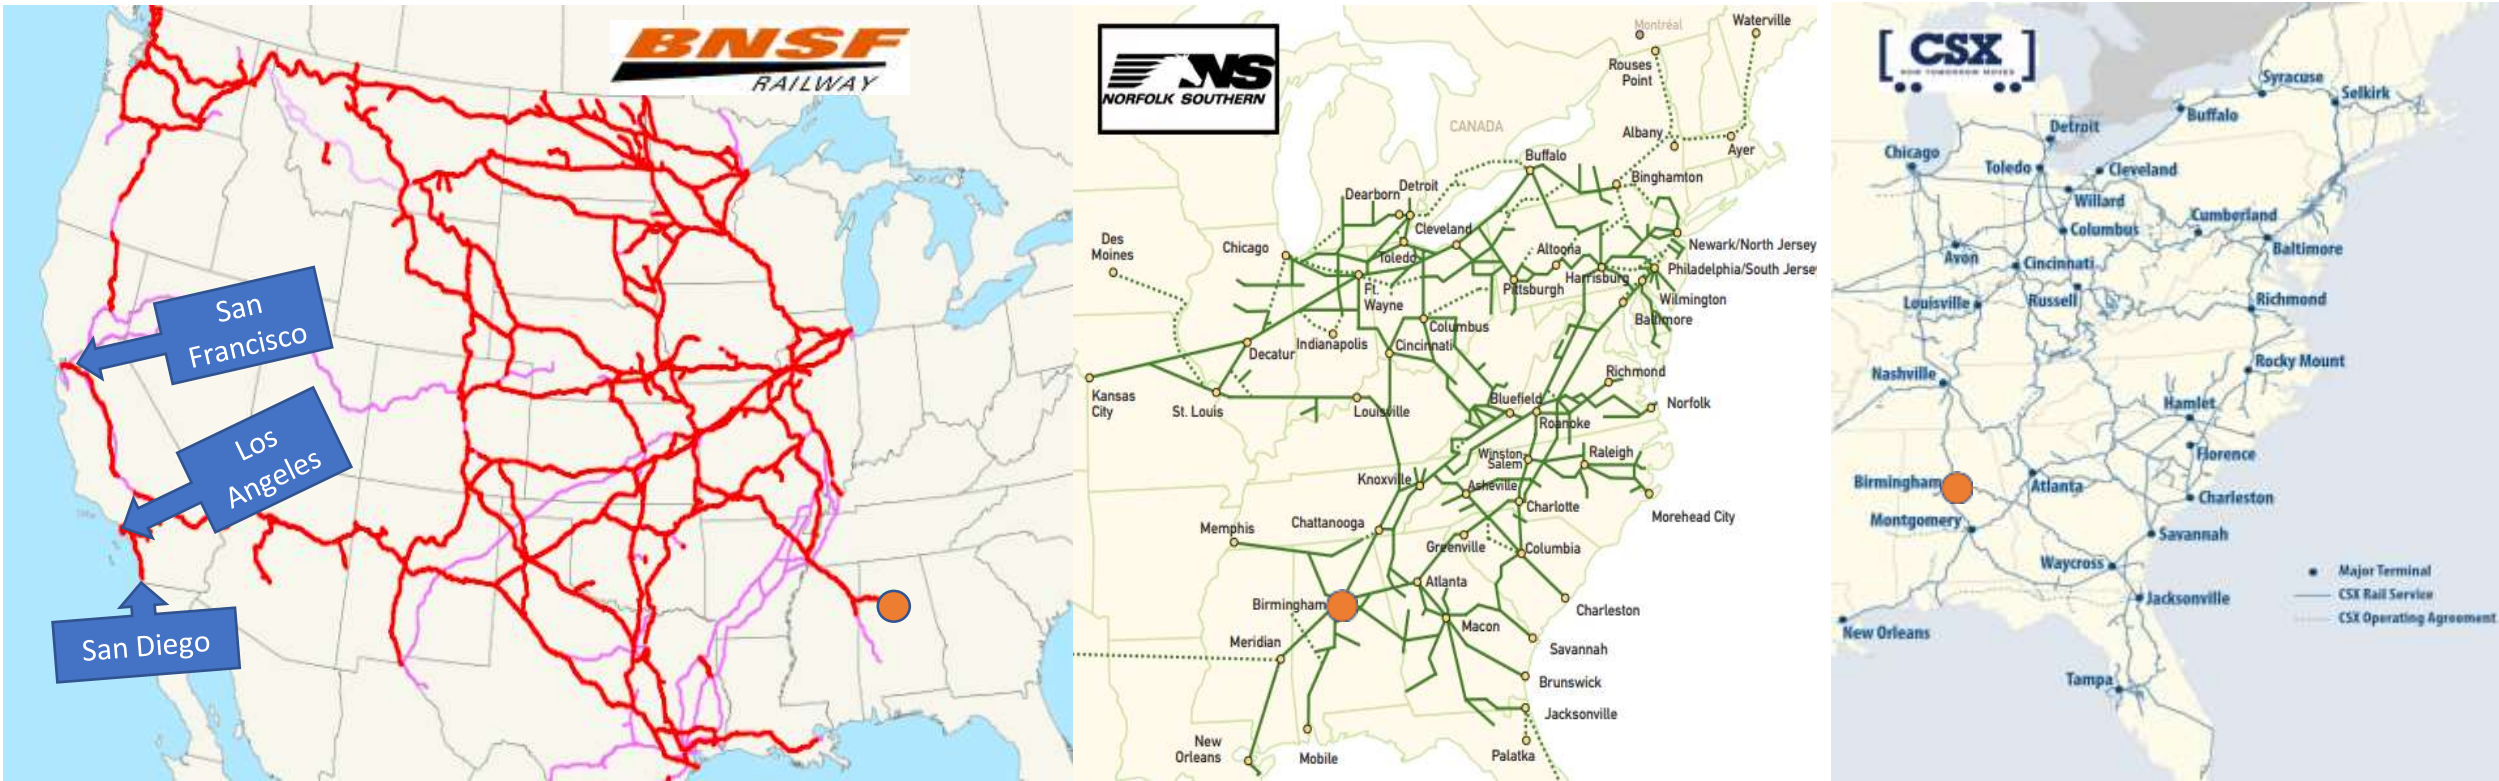 BNSF
RAILWAY
San
Francisco
Los
Angeles
San Diego
NS
NORFOLK SOUTHERN
Montréal
Waterville
Rouses
Point
CANADA
Albany
Ayer
Buffalo
Binghamton
Dearborn
Detroit
Cleveland
Des
Moines
Chicago
Toledo
Altoona
Newark/North Jersey
Harrisburg
Philadelphia/South Jerse
Pittsburgh
Ft.
Wayne
Wilmington
Baltimore
Columbus
Indianapolis
Cincinnati
Decatur
Kansas
City
St. Louis
Louisville
Richmond
Bluefield
Norfolk
Roanoke
Winston
Salem
Raleigh
Knoxville
Asheville
Charlotte
Morehead City
Memphis
Chattanooga
Greenville
Columbia
Atlanta
Birmingham
Charleston
Macon
Meridian
Savannah
Brunswick
Jacksonville
New
Orleans
Mobile
Palatka
[CSX]
HOW TOMORROW MOVES
Syracuse
Selkirk
Buffalo
Detroit
Chicago
Toledo
Cleveland
Willard
Cumberland
Columbus
Baltimore
Avon
Cincinnati
Louisville
Russell
Richmond
Rocky Mount
Nashville
Hamlet
Florence
Birmingham
Atlanta
Charleston
Montgomery
Savannah
Waycross
Major Terminal
Jacksonville
CSX Rail Service
CSX Operating Agreement
New Orleans
Tampa